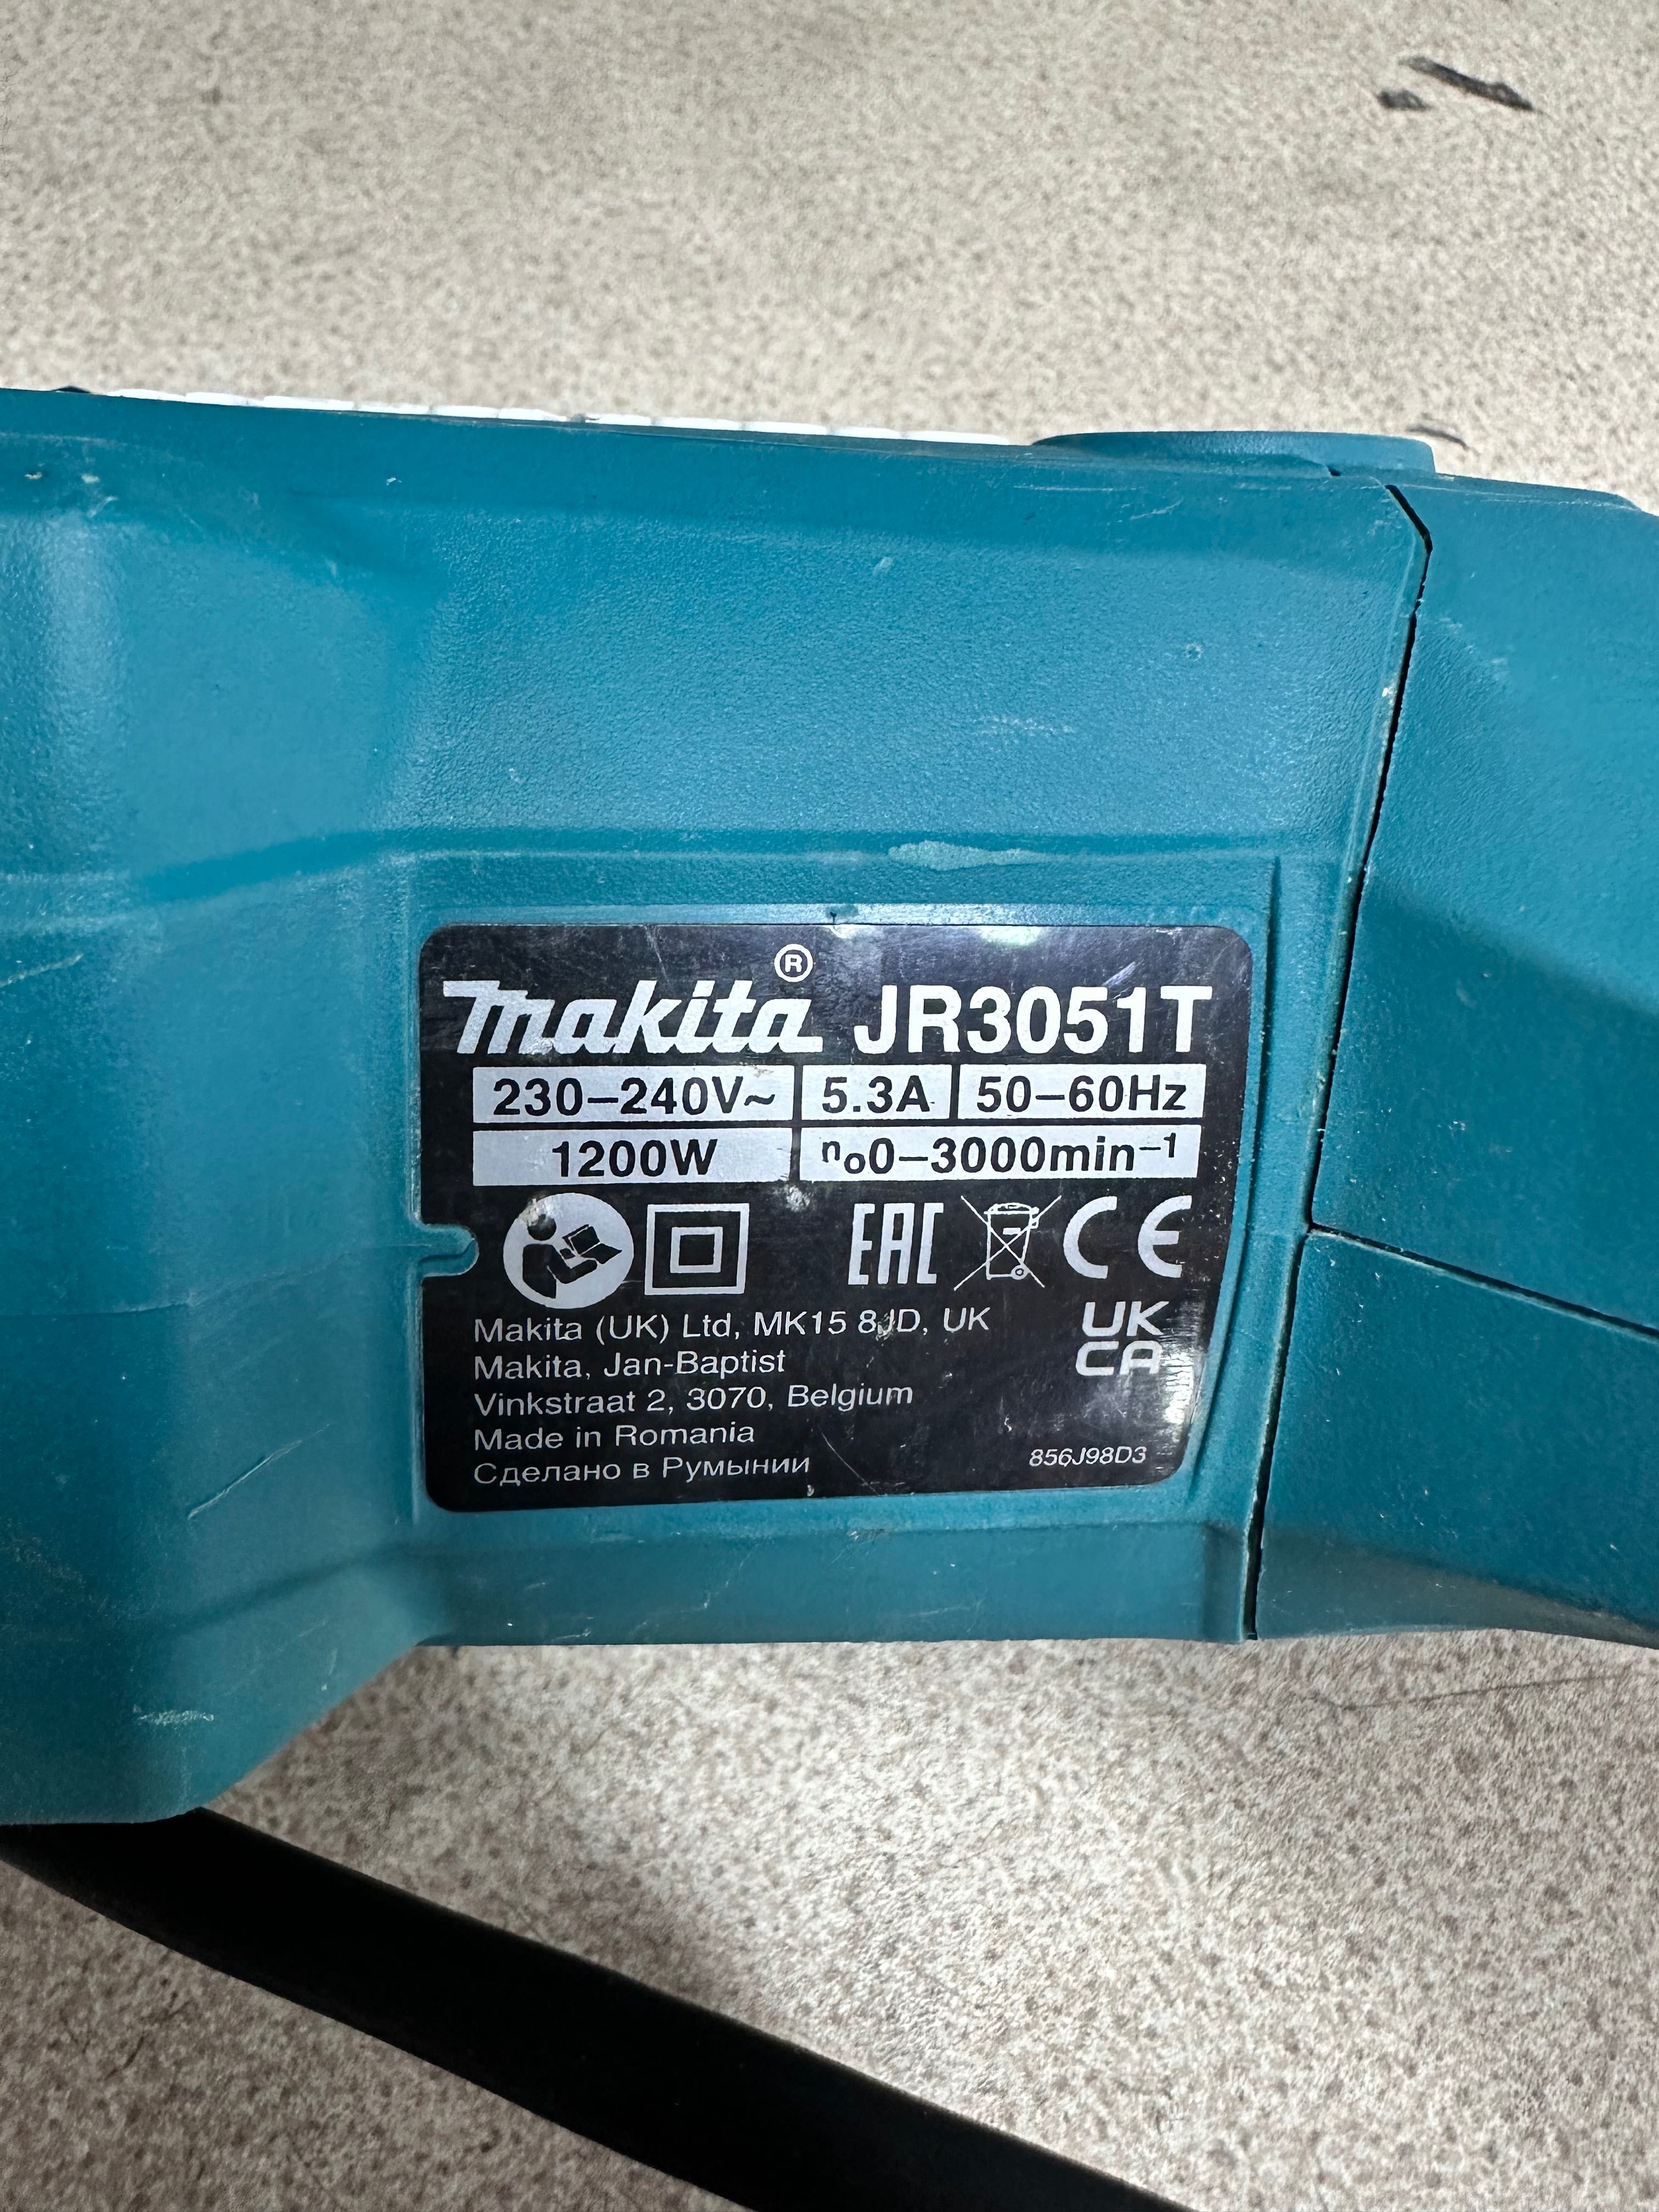 makita® JR3051T
230–240V~ 5.3A 50–60Hz
1200W n₀0–3000min⁻¹
EAC CE
Makita (UK) Ltd, MK15 8JD, UK
UK
CA
Makita, Jan-Baptist
Vinkstraat 2, 3070, Belgium
Made in Romania
Сделано в Румынии
856J98D3